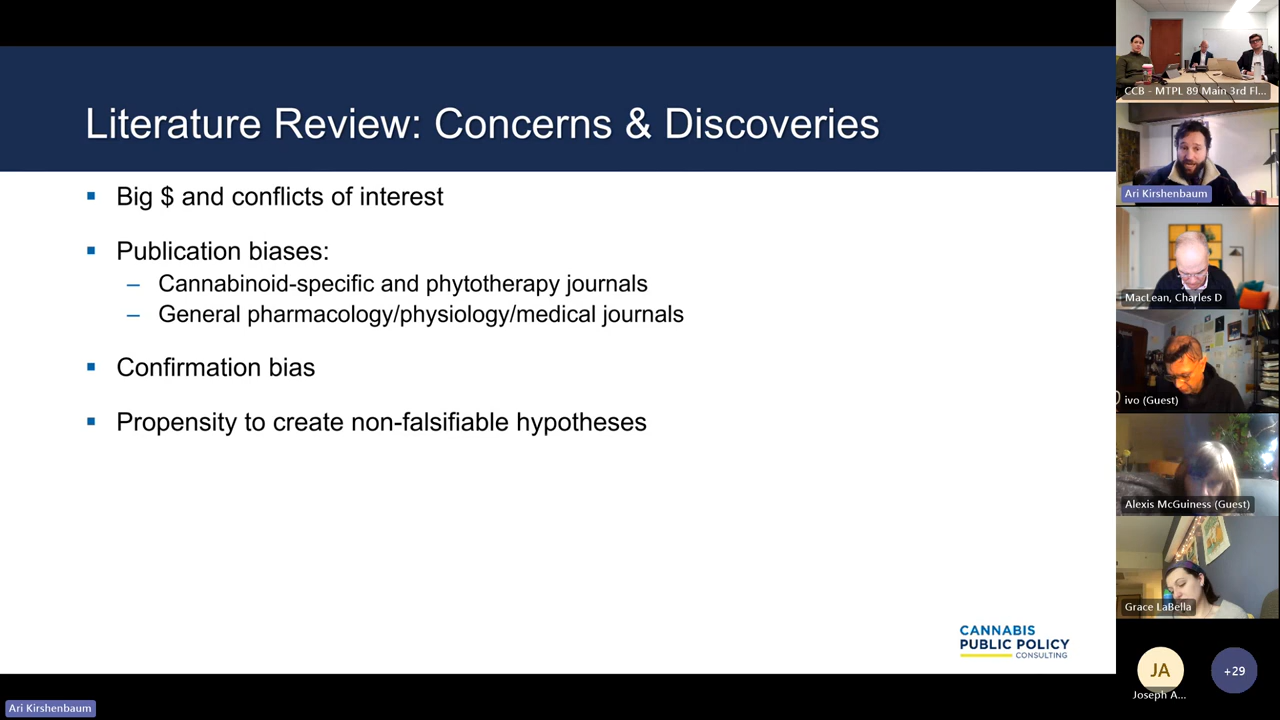 Literature Review: Concerns & Discoveries
Big $ and conflicts of interest
Publication biases:
Cannabinoid-specific and phytotherapy journals
General pharmacology/physiology/medical journals
Confirmation bias
Propensity to create non-falsifiable hypotheses
CANNABIS
PUBLIC POLICY
CONSULTING
CCB - MTPL 89 Main 3rd Fl...
Ari Kirshenbaum
MacLean, Charles D
ivo (Guest)
Alexis McGuiness (Guest)
Grace LaBella
JA
Joseph A...
+29
Ari Kirshenbaum